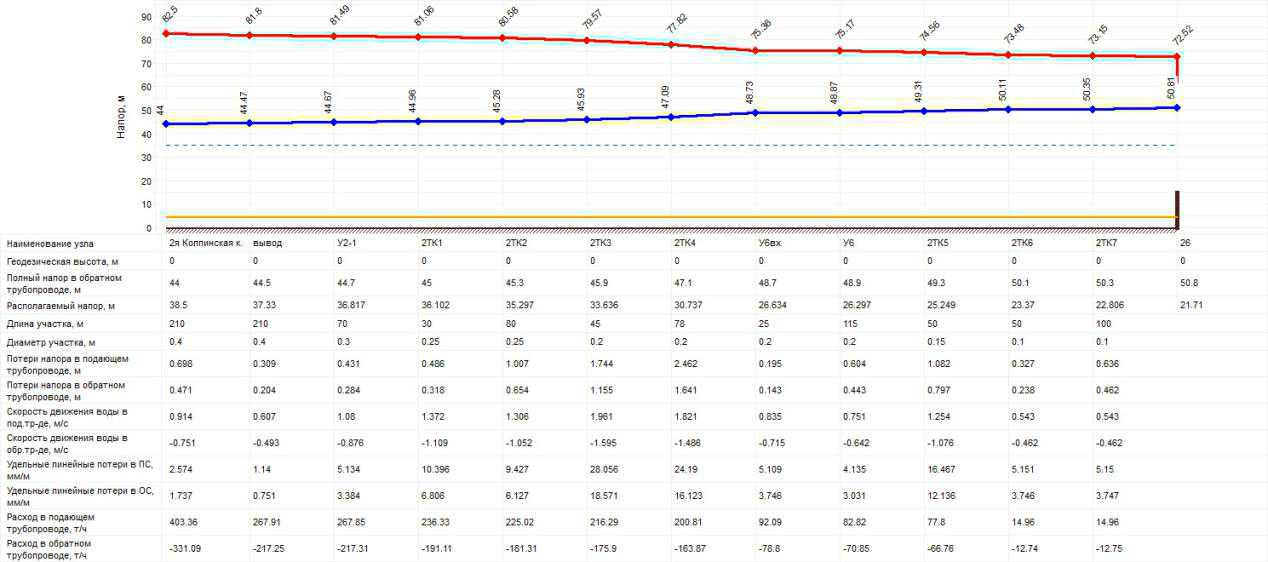 82.5 81.8 81.49 81.06 80.58 79.57 77.82 75.36 75.17 74.56 73.48 73.15 72.52
44 44.47 44.67 44.96 45.28 45.93 47.09 48.73 48.87 49.31 50.11 50.35 50.81
Напор, м
90
80
70
60
50
40
30
20
10
0
Наименование узла 2я Колпинская к. вывод У2-1 2ТК1 2ТК2 2ТК3 2ТК4 У6вх У6 2ТК5 2ТК6 2ТК7 26
Геодезическая высота, м 0 0 0 0 0 0 0 0 0 0 0 0 0
Полный напор в обратном
трубопроводе, м 44 44.5 44.7 45 45.3 45.9 47.1 48.7 48.9 49.3 50.1 50.3 50.8
Располагаемый напор, м 38.5 37.33 36.817 36.102 35.297 33.636 30.737 26.634 26.297 25.249 23.37 22.806 21.71
Длина участка, м 210 210 70 30 80 45 78 25 115 50 50 100
Диаметр участка, м 0.4 0.4 0.3 0.25 0.25 0.2 0.2 0.2 0.2 0.15 0.1 0.1
Потери напора в подающем
трубопроводе, м 0.698 0.309 0.431 0.486 1.007 1.744 2.462 0.195 0.604 1.082 0.327 0.636
Потери напора в обратном
трубопроводе, м 0.471 0.204 0.284 0.318 0.654 1.155 1.641 0.143 0.443 0.797 0.238 0.462
Скорость движения воды в
под.тр-де, м/с 0.914 0.607 1.08 1.372 1.306 1.961 1.821 0.835 0.751 1.254 0.543 0.543
Скорость движения воды в
обр.тр-де, м/с -0.751 -0.493 -0.876 -1.109 -1.052 -1.595 -1.486 -0.715 -0.642 -1.076 -0.462 -0.462
Удельные линейные потери в ПС,
мм/м 2.574 1.14 5.134 10.396 9.427 28.056 24.19 5.109 4.135 16.467 5.151 5.15
Удельные линейные потери в ОС,
мм/м 1.737 0.751 3.384 6.806 6.127 18.571 16.123 3.746 3.031 12.136 3.746 3.747
Расход в подающем
трубопроводе, т/ч 403.36 267.91 267.85 236.33 225.02 216.29 200.81 92.09 82.82 77.8 14.96 14.96
Расход в обратном
трубопроводе, т/ч -331.09 -217.25 -217.31 -191.11 -181.31 -175.9 -163.87 -78.8 -70.85 -66.76 -12.74 -12.75